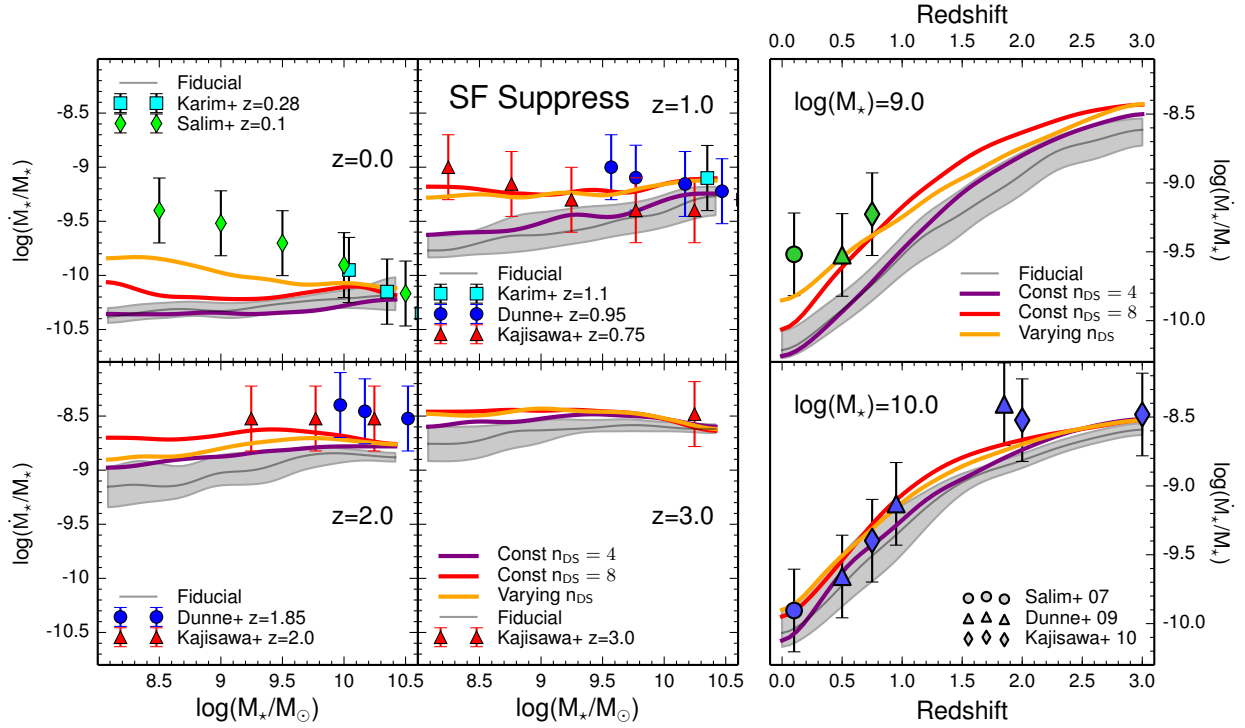 Fiducial
Karim+ z=0.28
Salim+ z=0.1
z=0.0
-8.5
-9
-9.5
-10
-10.5
log(Ṁ⋆/M⋆)
SF Suppress
z=1.0
Fiducial
Karim+ z=1.1
Dunne+ z=0.95
Kajisawa+ z=0.75
z=2.0
Fiducial
Dunne+ z=1.85
Kajisawa+ z=2.0
-8.5
-9
-9.5
-10
-10.5
log(Ṁ⋆/M⋆)
8.5 9 9.5 10 10.5
log(M⋆/M⊙)
z=3.0
Const n_DS = 4
Const n_DS = 8
Varying n_DS
Fiducial
Kajisawa+ z=3.0
8.5 9 9.5 10 10.5
log(M⋆/M⊙)
Redshift
0.0 0.5 1.0 1.5 2.0 2.5 3.0
log(M⋆)=9.0
Fiducial
Const n_DS = 4
Const n_DS = 8
Varying n_DS
-8.5
-9.0
-9.5
-10.0
log(Ṁ⋆/M⋆)
log(M⋆)=10.0
Salim+ 07
Dunne+ 09
Kajisawa+ 10
-8.5
-9.0
-9.5
-10.0
log(Ṁ⋆/M⋆)
0.0 0.5 1.0 1.5 2.0 2.5 3.0
Redshift